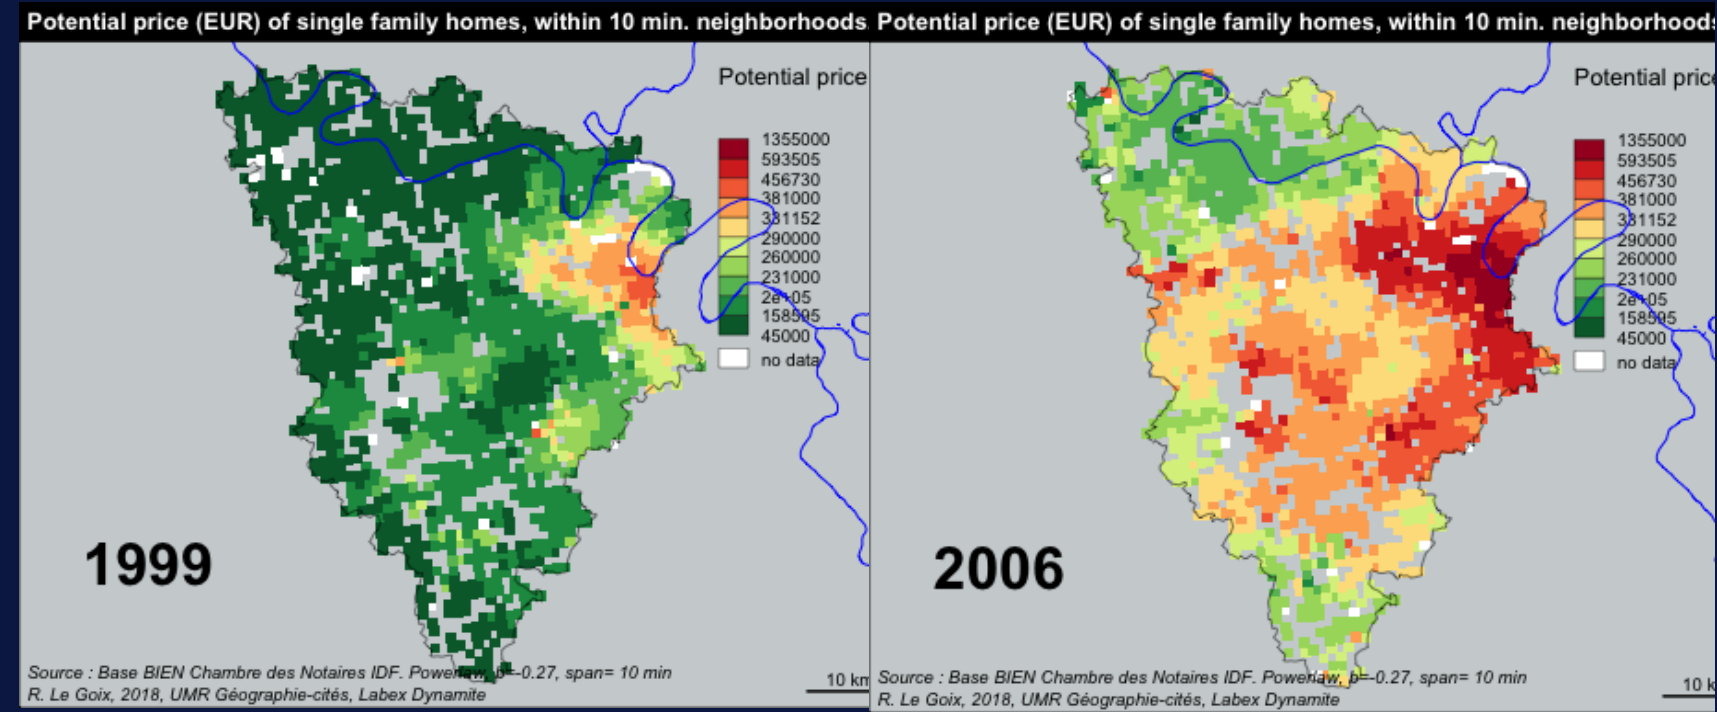 Potential price (EUR) of single family homes, within 10 min. neighborhoods
Potential price
1355000
593505
456730
381000
331152
290000
260000
231000
2e+05
158595
45000
no data
1999
Source : Base BIEN Chambre des Notaires IDF. Powerlaw, b=-0.27, span= 10 min
R. Le Goix, 2018, UMR Géographie-cités, Labex Dynamite
10 km
Potential price (EUR) of single family homes, within 10 min. neighborhoods
Potential price
1355000
593505
456730
381000
331152
290000
260000
231000
2e+05
158595
45000
no data
2006
Source : Base BIEN Chambre des Notaires IDF. Powerlaw, b=-0.27, span= 10 min
R. Le Goix, 2018, UMR Géographie-cités, Labex Dynamite
10 k